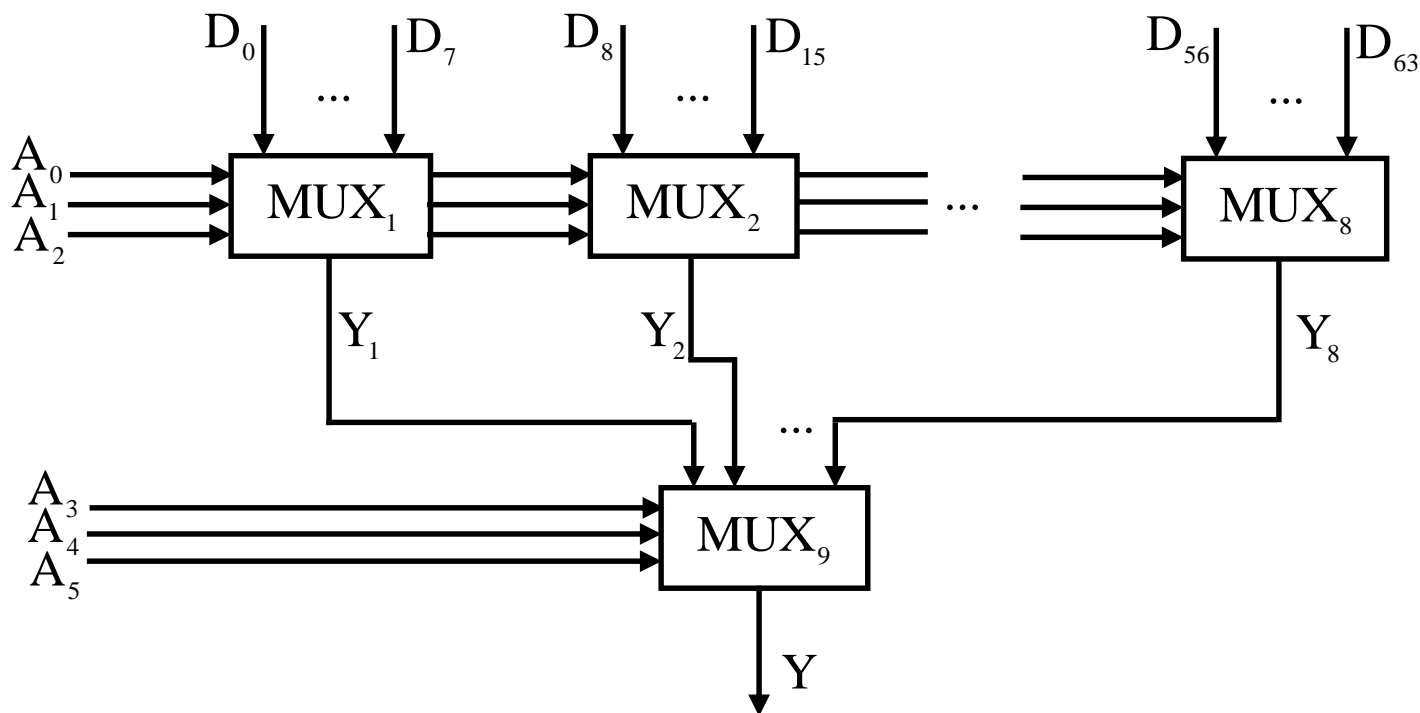 D₀ ... D₇ D₈ ... D₁₅ D₅₆ ... D₆₃
A₀
A₁
A₂
MUX₁ MUX₂ ... MUX₈
Y₁ Y₂ Y₈
...
A₃
A₄
A₅
MUX₉
Y